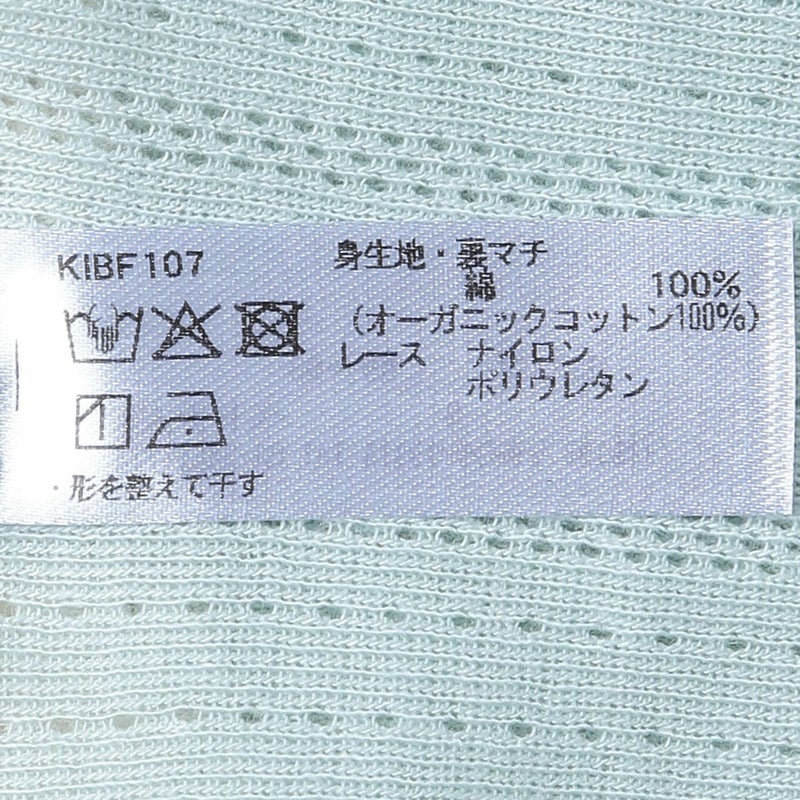 KIBF107
・形を整えて干す
身生地・裏マチ
綿 100%
(オーガニックコットン100%)
レース ナイロン
ポリウレタン